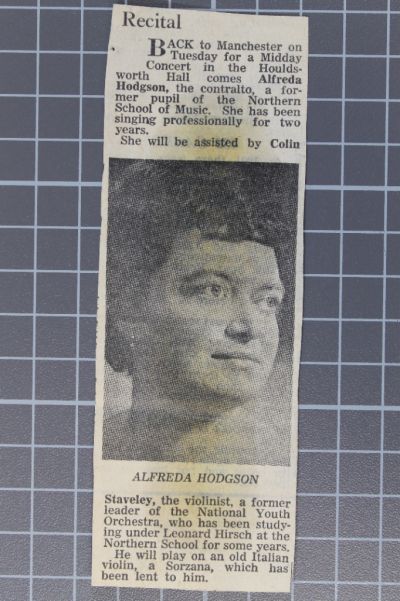 Recital
BACK to Manchester on
Tuesday for a Midday
Concert in the Houlds-
worth Hall comes Alfreda
Hodgson, the contralto, a for-
mer pupil of the Northern
School of Music. She has been
singing professionally for two
years.
She will be assisted by Colin
ALFREDA HODGSON
Staveley, the violinist, a former
leader of the National Youth
Orchestra, who has been study-
ing under Leonard Hirsch at the
Northern School for some years.
He will play on an old Italian
violin, a Sorzana, which has
been lent to him.